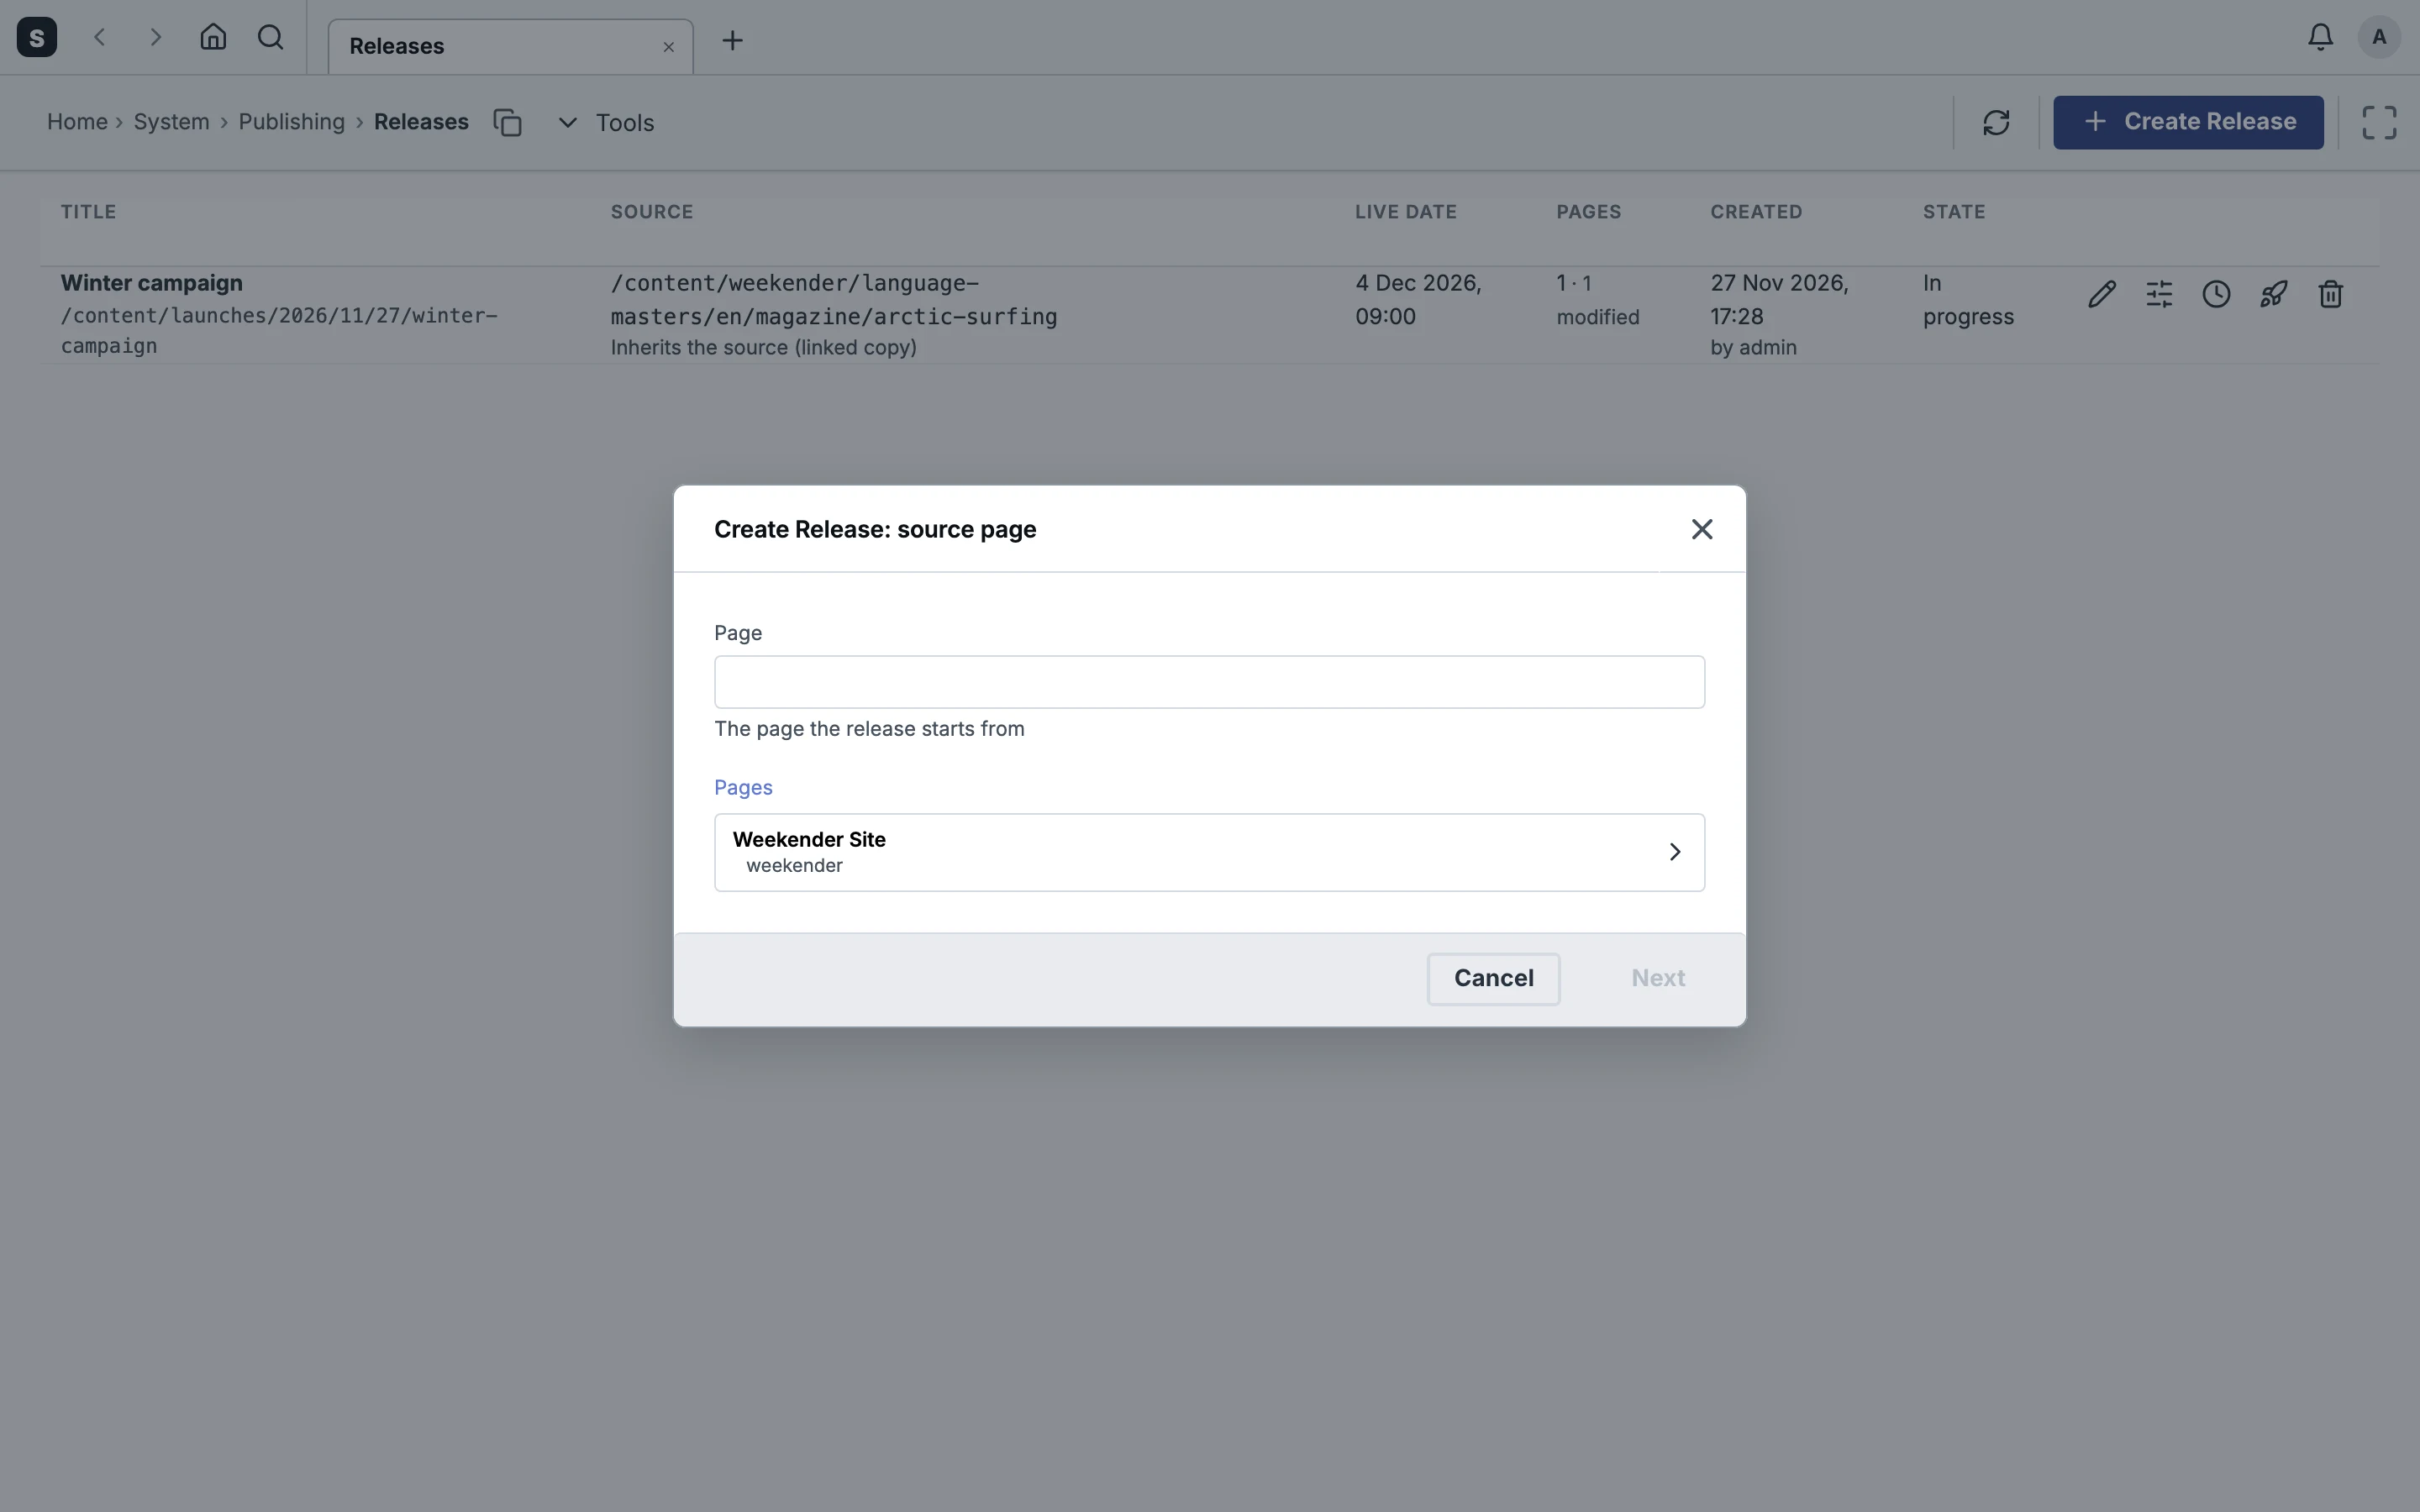 S
Releases
A
Home › System › Publishing › Releases
Tools
Create Release
TITLE
SOURCE
LIVE DATE
PAGES
CREATED
STATE
Winter campaign
/content/launches/2026/11/27/winter-
campaign
/content/weekender/language-
masters/en/magazine/arctic-surfing
Inherits the source (linked copy)
4 Dec 2026,
09:00
1 · 1
modified
27 Nov 2026,
17:28
by admin
In
progress
Create Release: source page
Page
The page the release starts from
Pages
Weekender Site
weekender
Cancel
Next